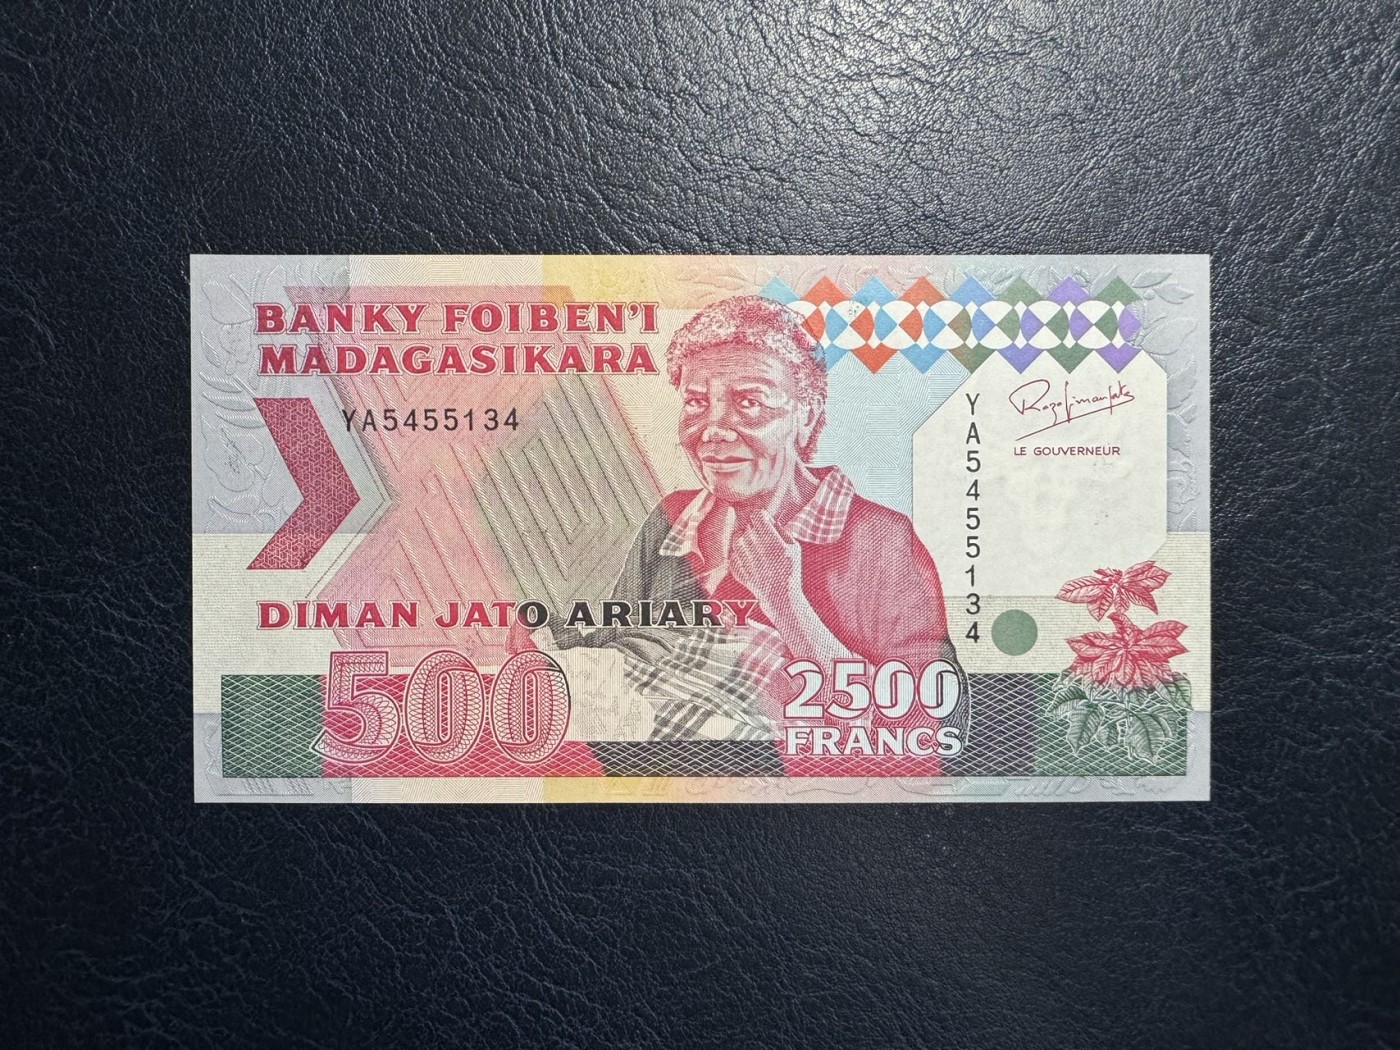 BANKY FOIBEN'I
MADAGASIKARA
YA5455134
YA5455134
LE GOUVERNEUR
DIMAN JATO ARIARY
500
2500
FRANCS